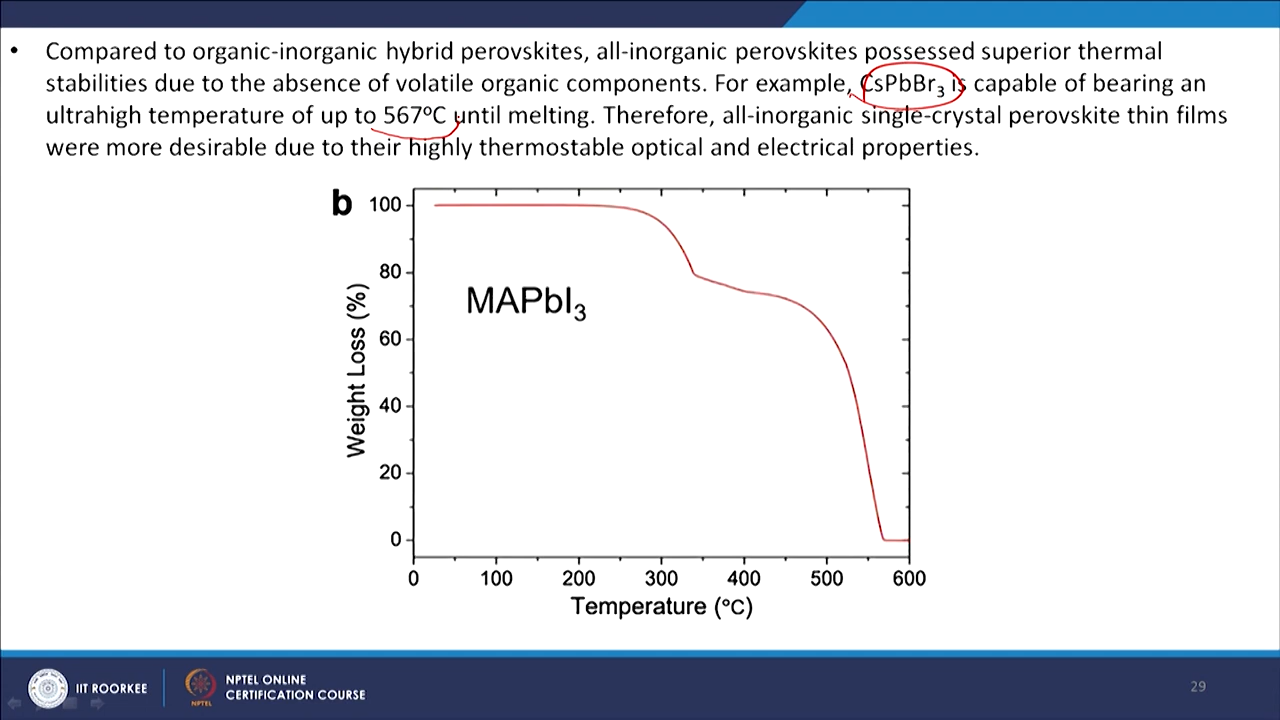 • Compared to organic-inorganic hybrid perovskites, all-inorganic perovskites possessed superior thermal
stabilities due to the absence of volatile organic components. For example, CsPbBr₃ is capable of bearing an
ultrahigh temperature of up to 567ºC until melting. Therefore, all-inorganic single-crystal perovskite thin films
were more desirable due to their highly thermostable optical and electrical properties.
b
100
80
60
40
20
0
Weight Loss (%)
MAPbI₃
0 100 200 300 400 500 600
Temperature (°C)
IIT ROORKEE
NPTEL
NPTEL ONLINE
CERTIFICATION COURSE
29